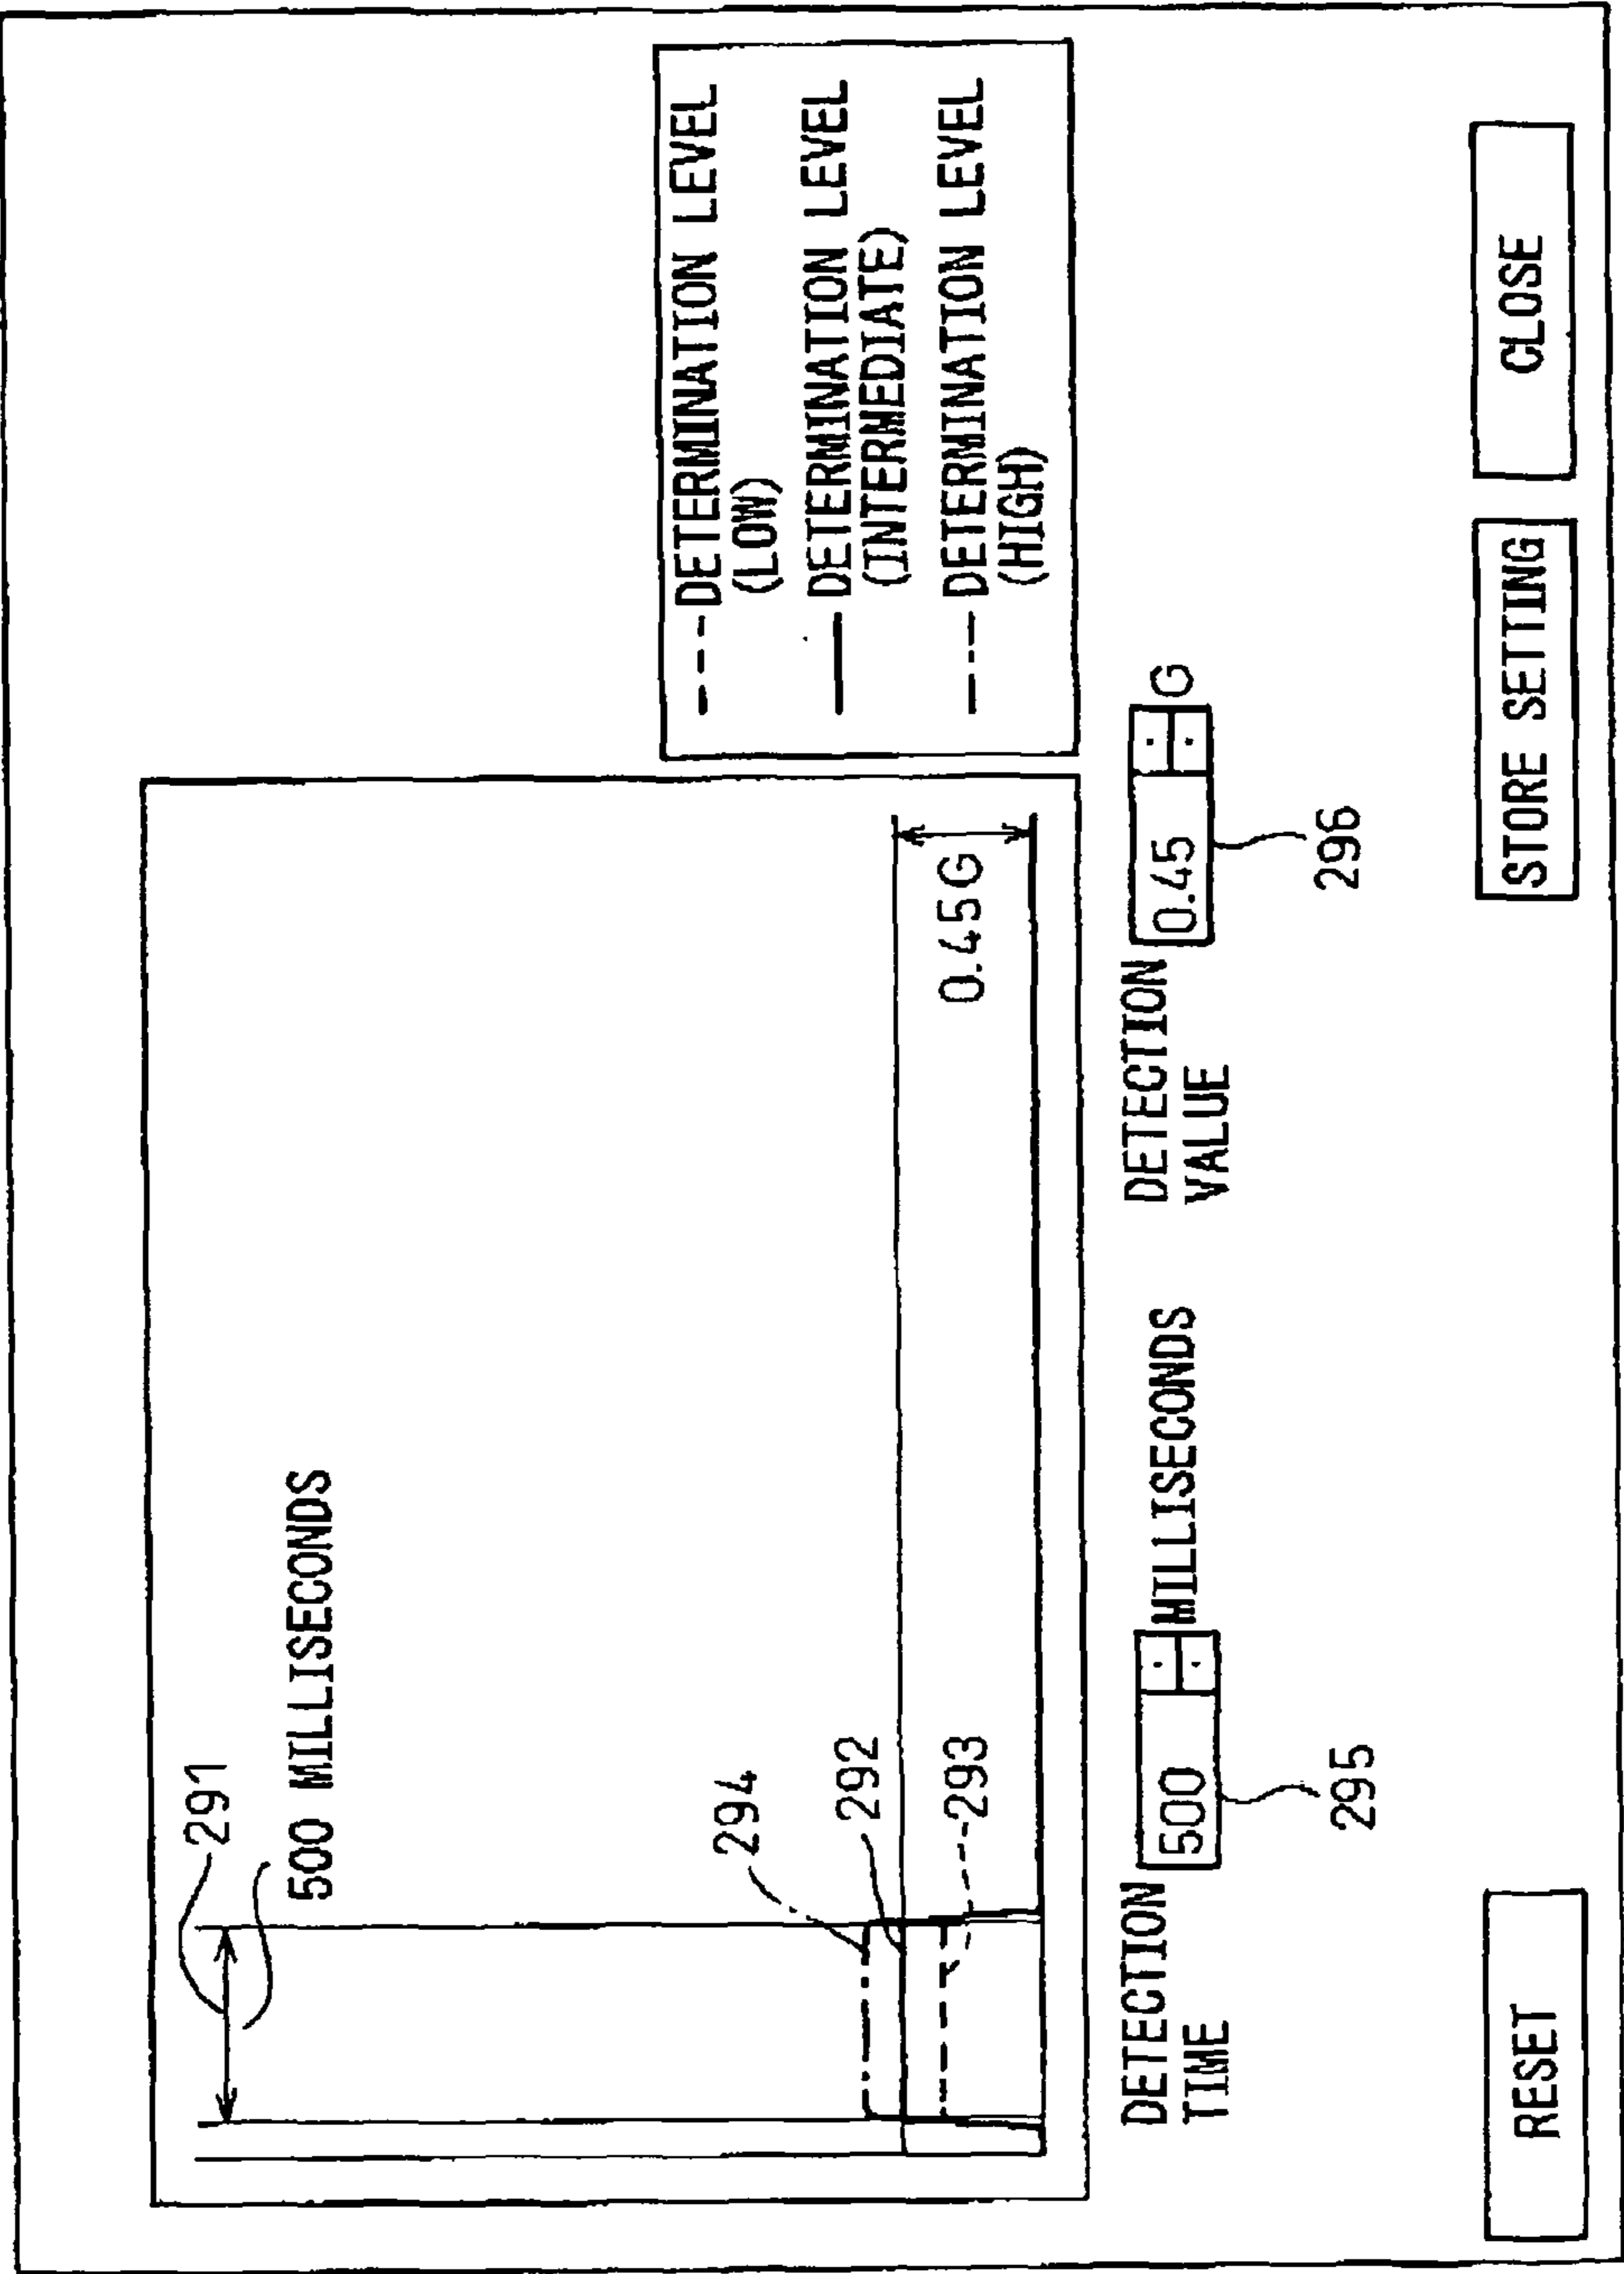 291
500 MILLISECONDS
294
292
293
0.45G
DETERMINATION LEVEL
(LOW)
DETERMINATION LEVEL
(INTERMEDIATE)
DETERMINATION LEVEL
(HIGH)
DETECTION
TIME
500
MILLISECONDS
295
DETECTION
VALUE
0.45
G
296
RESET
STORE SETTING
CLOSE